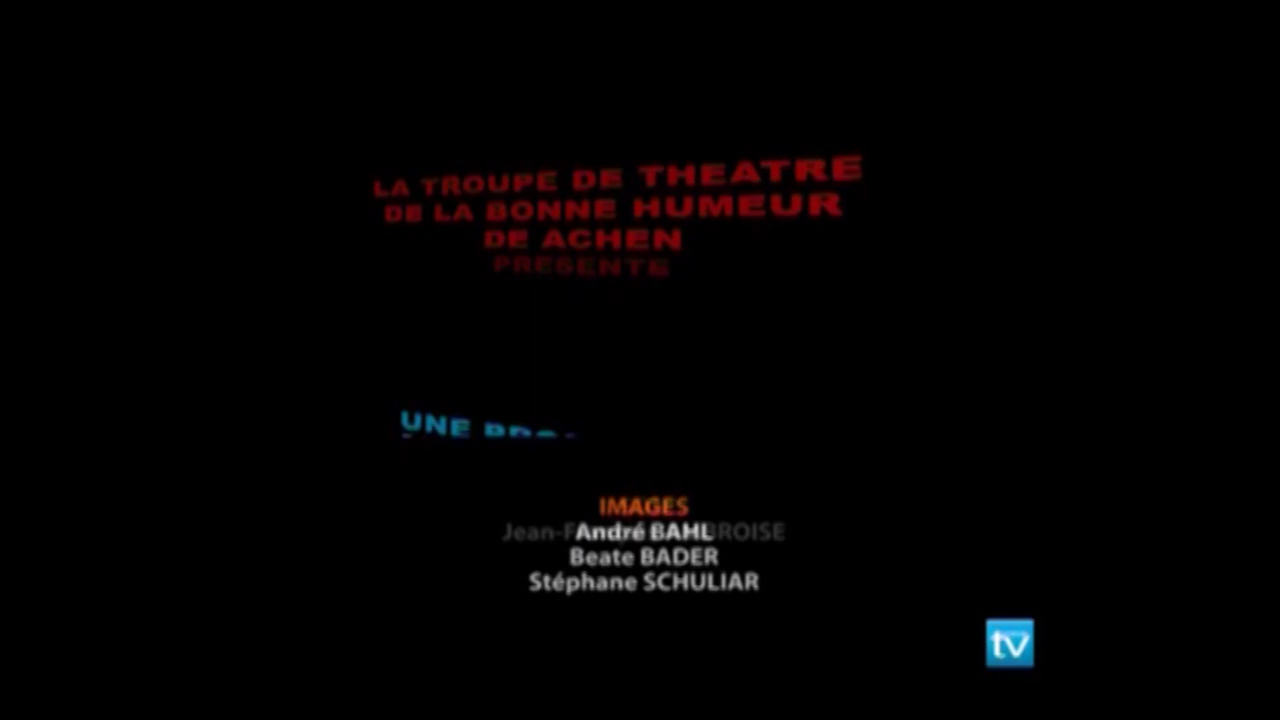 LA TROUPE DE THEATRE
DE LA BONNE HUMEUR
DE ACHEN
PRESENTE
UNE
IMAGES
André BAHL
Beate BADER
Stéphane SCHULIAR
tv